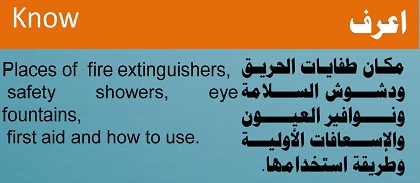 Know
اعرف
Places of fire extinguishers,
safety showers, eye
fountains,
first aid and how to use.
مكان طفايات الحريق
ودشوش السلامة
ونوافير العيون
والإسعافات الأولية
وطريقة استخدامها.